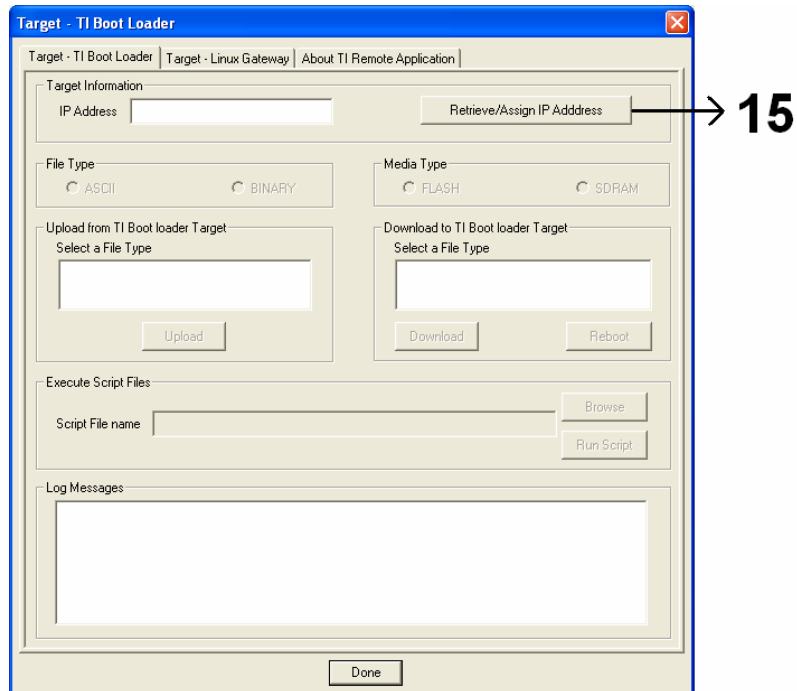 Target - TI Boot Loader
Target - TI Boot Loader Target - Linux Gateway About TI Remote Application
Target Information
IP Address Retrieve/Assign IP Adddress 15
File Type Media Type
ASCII BINARY FLASH SDRAM
Upload from TI Boot loader Target Download to TI Boot loader Target
Select a File Type Select a File Type
Upload Download Reboot
Execute Script Files
Browse
Script File name
Run Script
Log Messages
Done